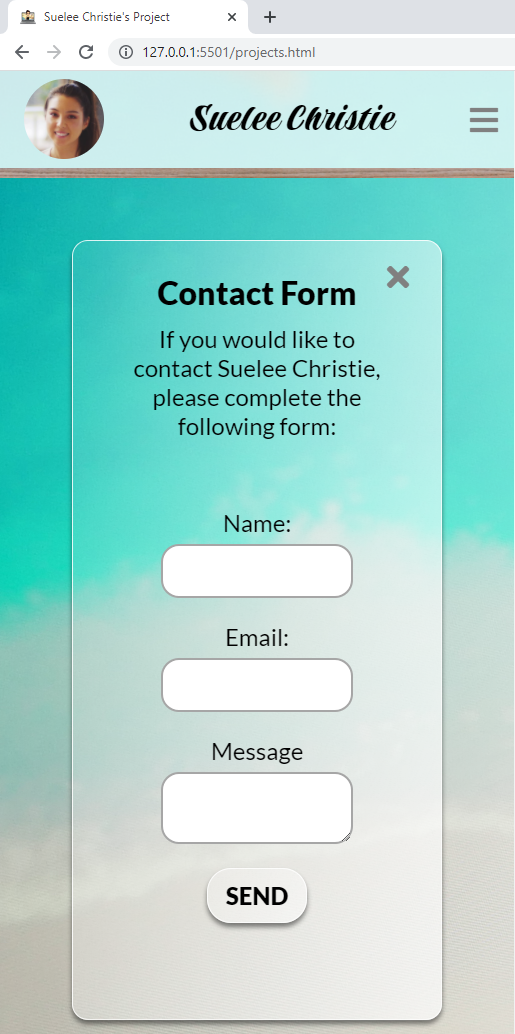 Suelee Christie's Project
127.0.0.1:5501/projects.html
Suelee Christie
Contact Form
If you would like to
contact Suelee Christie,
please complete the
following form:
Name:
Email:
Message
SEND